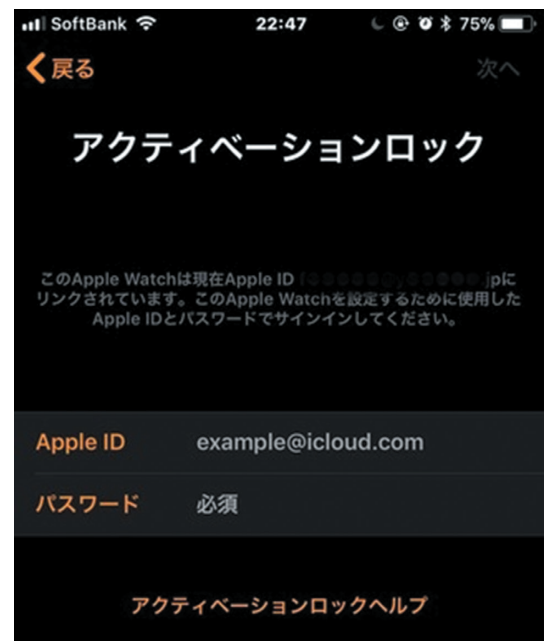 SoftBank 22:47 75%
戻る 次へ
アクティベーションロック
このApple Watchは現在Apple ID .jpに
リンクされています。このApple Watchを設定するために使用した
Apple IDとパスワードでサインインしてください。
Apple ID example@icloud.com
パスワード 必須
アクティベーションロックヘルプ